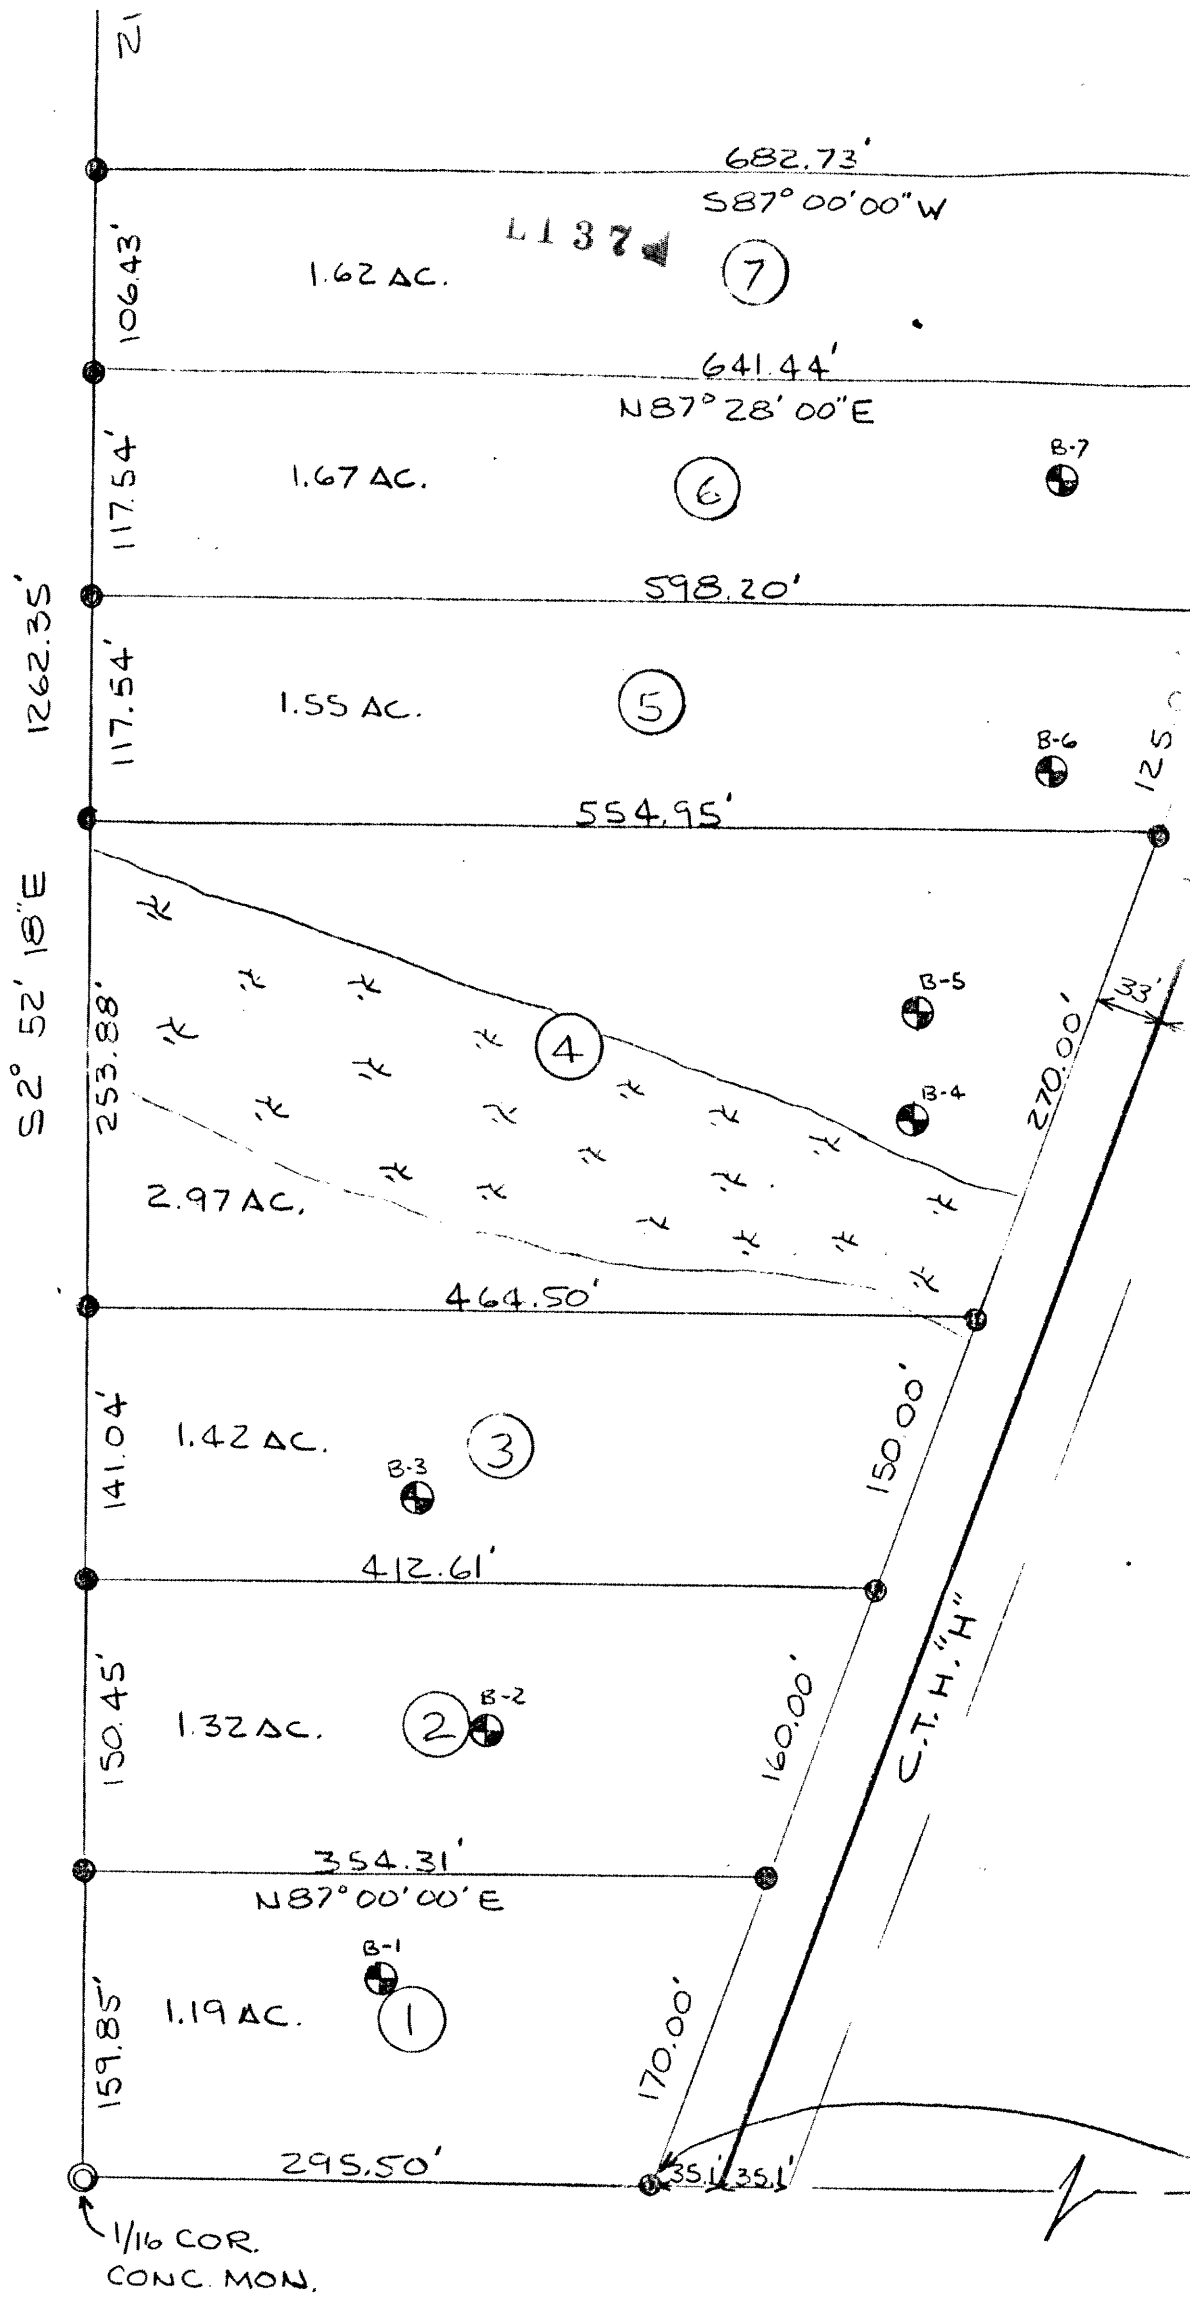 21
682.73'
S87° 00' 00" W
L137
7
1.62 AC.
106.43'
641.44'
N87° 28' 00" E
B-7
1.67 AC.
6
117.54'
598.20'
1262.35'
117.54'
1.55 AC.
5
B-6
125.0
554.95'
S2° 52' 18" E
253.88'
B-5
33'
4
270.00'
B-4
2.97 AC.
464.50'
141.04'
1.42 AC.
3
B-3
150.00'
412.61'
C.T.H. "H"
150.45'
1.32 AC.
2
B-2
160.00'
354.31'
N87° 00' 00' E
B-1
159.85'
1.19 AC.
1
170.00'
295.50'
35.1' 35.1'
1/16 COR.
CONC. MON.